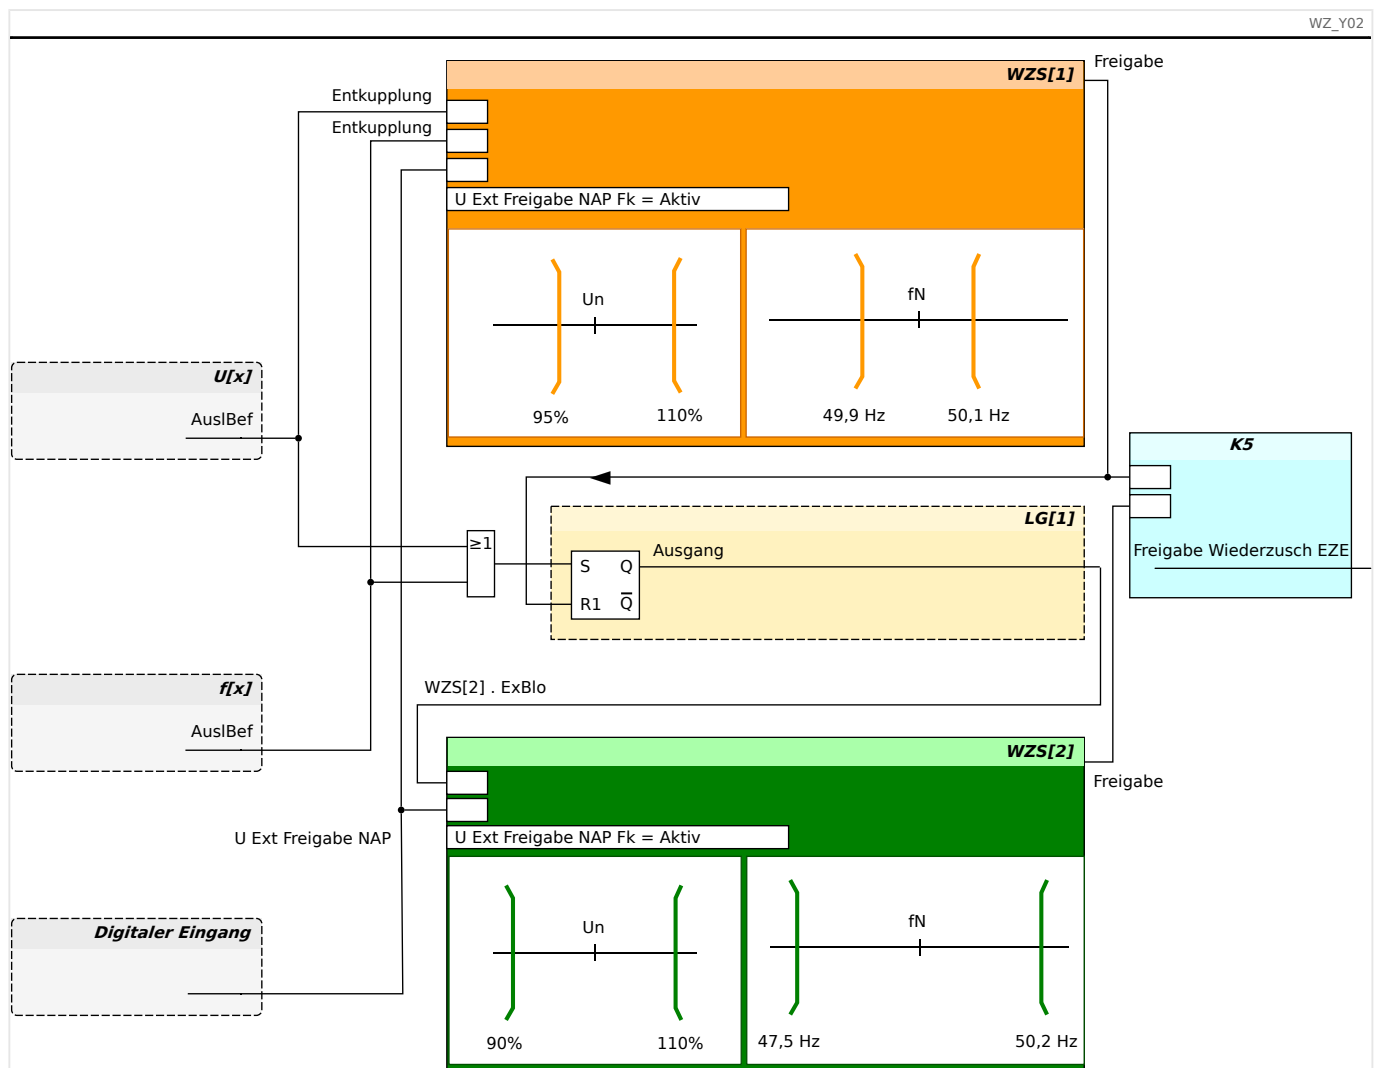 WZ_Y02
WZS[1]
Freigabe
Entkupplung
Entkupplung
U Ext Freigabe NAP Fk = Aktiv
Un
fN
95%
110%
49,9 Hz
50,1 Hz
U[x]
AuslBef
K5
Freigabe Wiederzusch EZE
LG[1]
≥1
Ausgang
S
Q
R1
Q̅
f[x]
AuslBef
WZS[2] . ExBlo
WZS[2]
Freigabe
U Ext Freigabe NAP
U Ext Freigabe NAP Fk = Aktiv
Digitaler Eingang
Un
fN
90%
110%
47,5 Hz
50,2 Hz